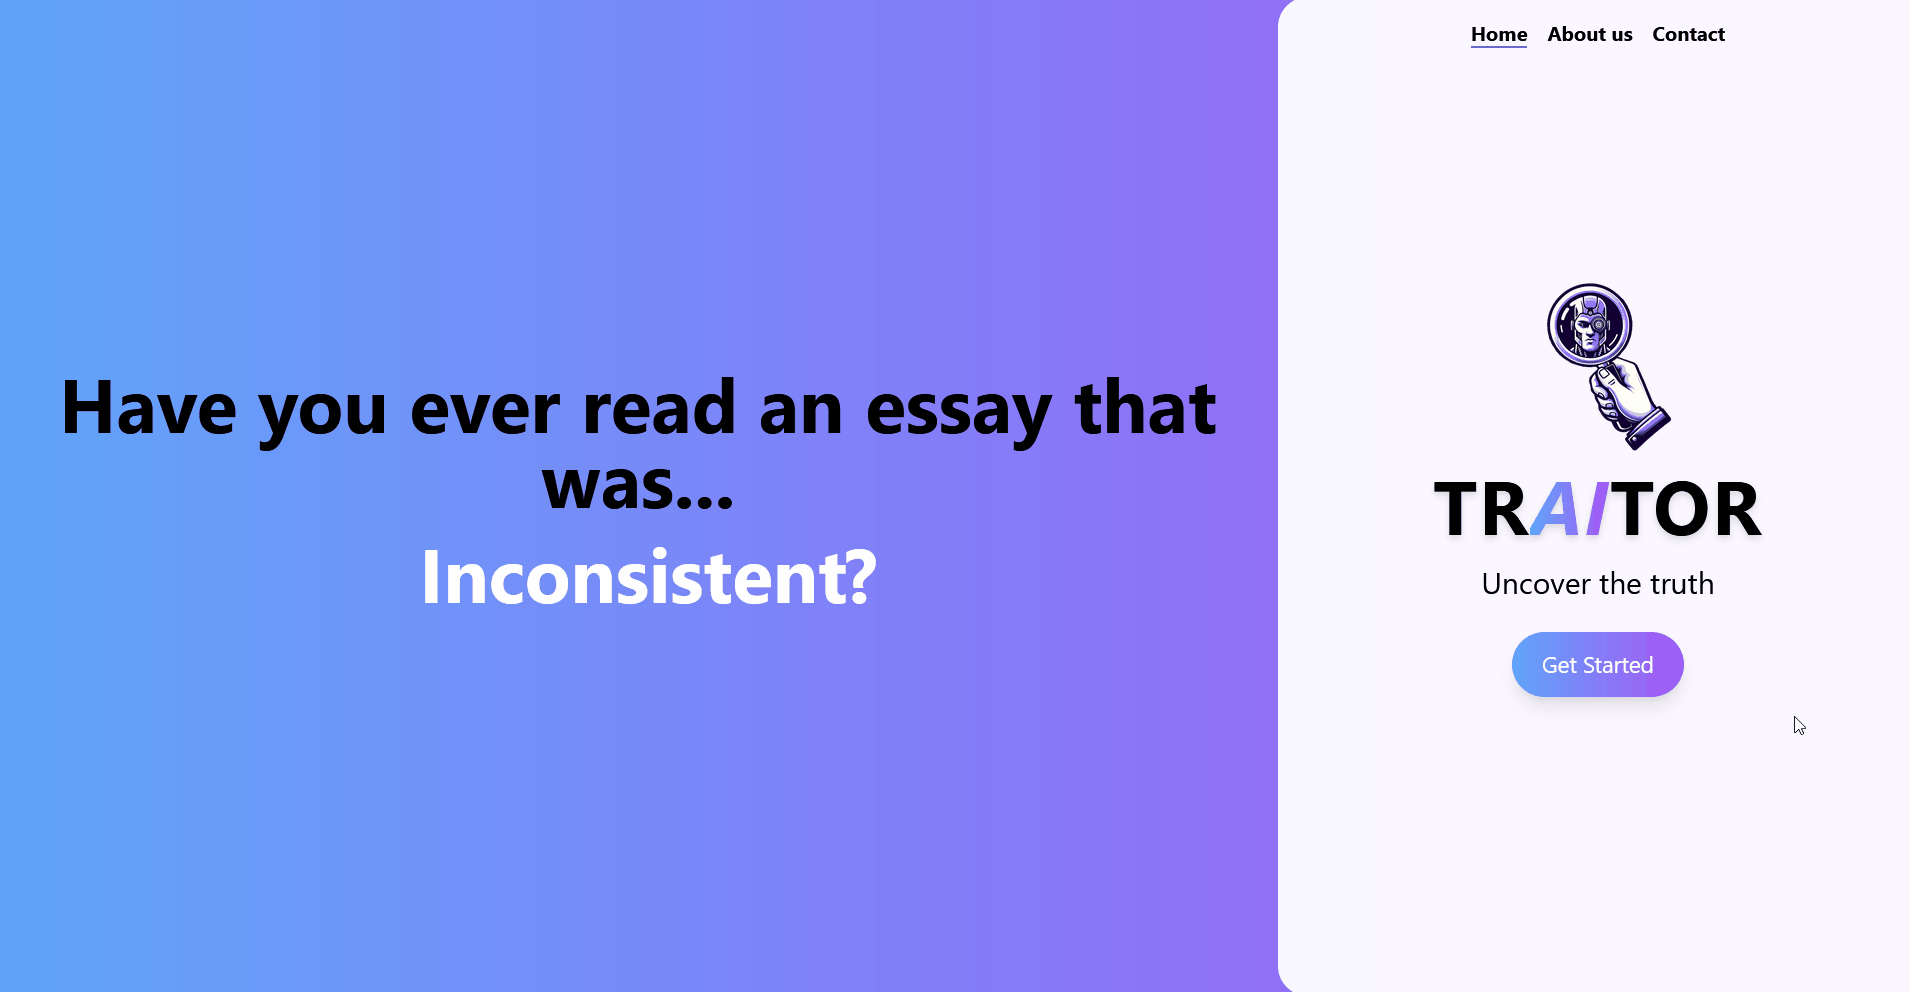 Have you ever read an essay that
was...
Inconsistent?
Home About us Contact
TRAITOR
Uncover the truth
Get Started